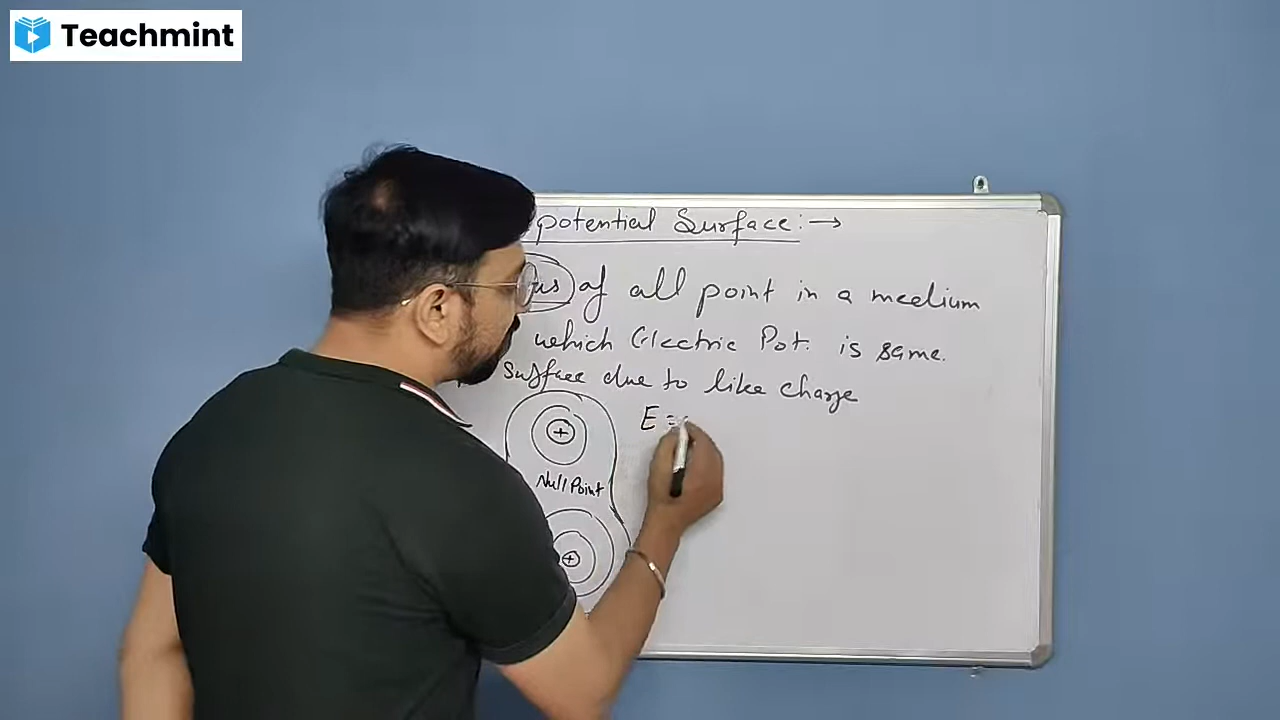 Teachmint
potential Surface:→
of all point in a medium
which Electric Pot. is same.
Surface due to like charge
+
E =
Null Point
+